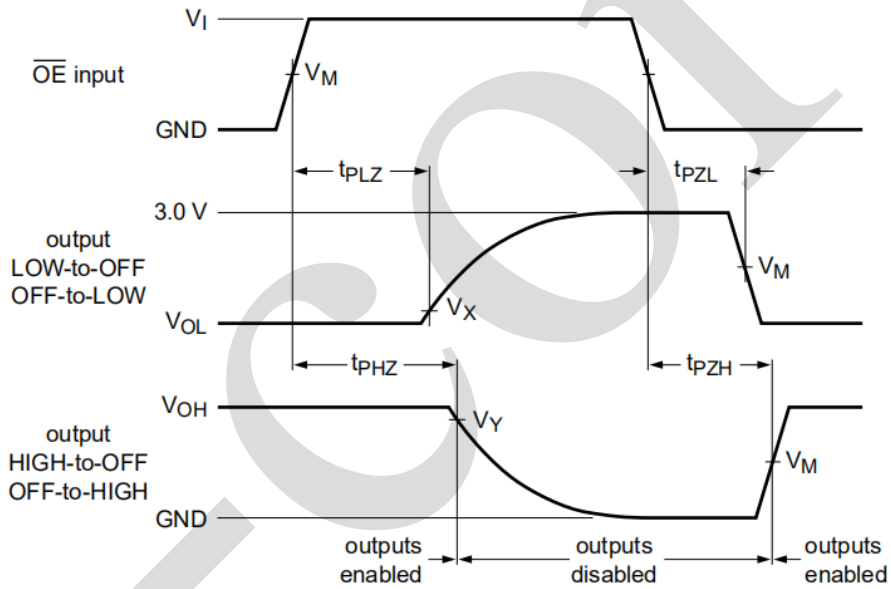 V_I
OE input
V_M
GND
t_PLZ
t_PZL
3.0 V
output
LOW-to-OFF
OFF-to-LOW
V_M
V_X
V_OL
t_PHZ
t_PZH
V_OH
V_Y
output
HIGH-to-OFF
OFF-to-HIGH
V_M
GND
outputs
enabled
outputs
disabled
outputs
enabled